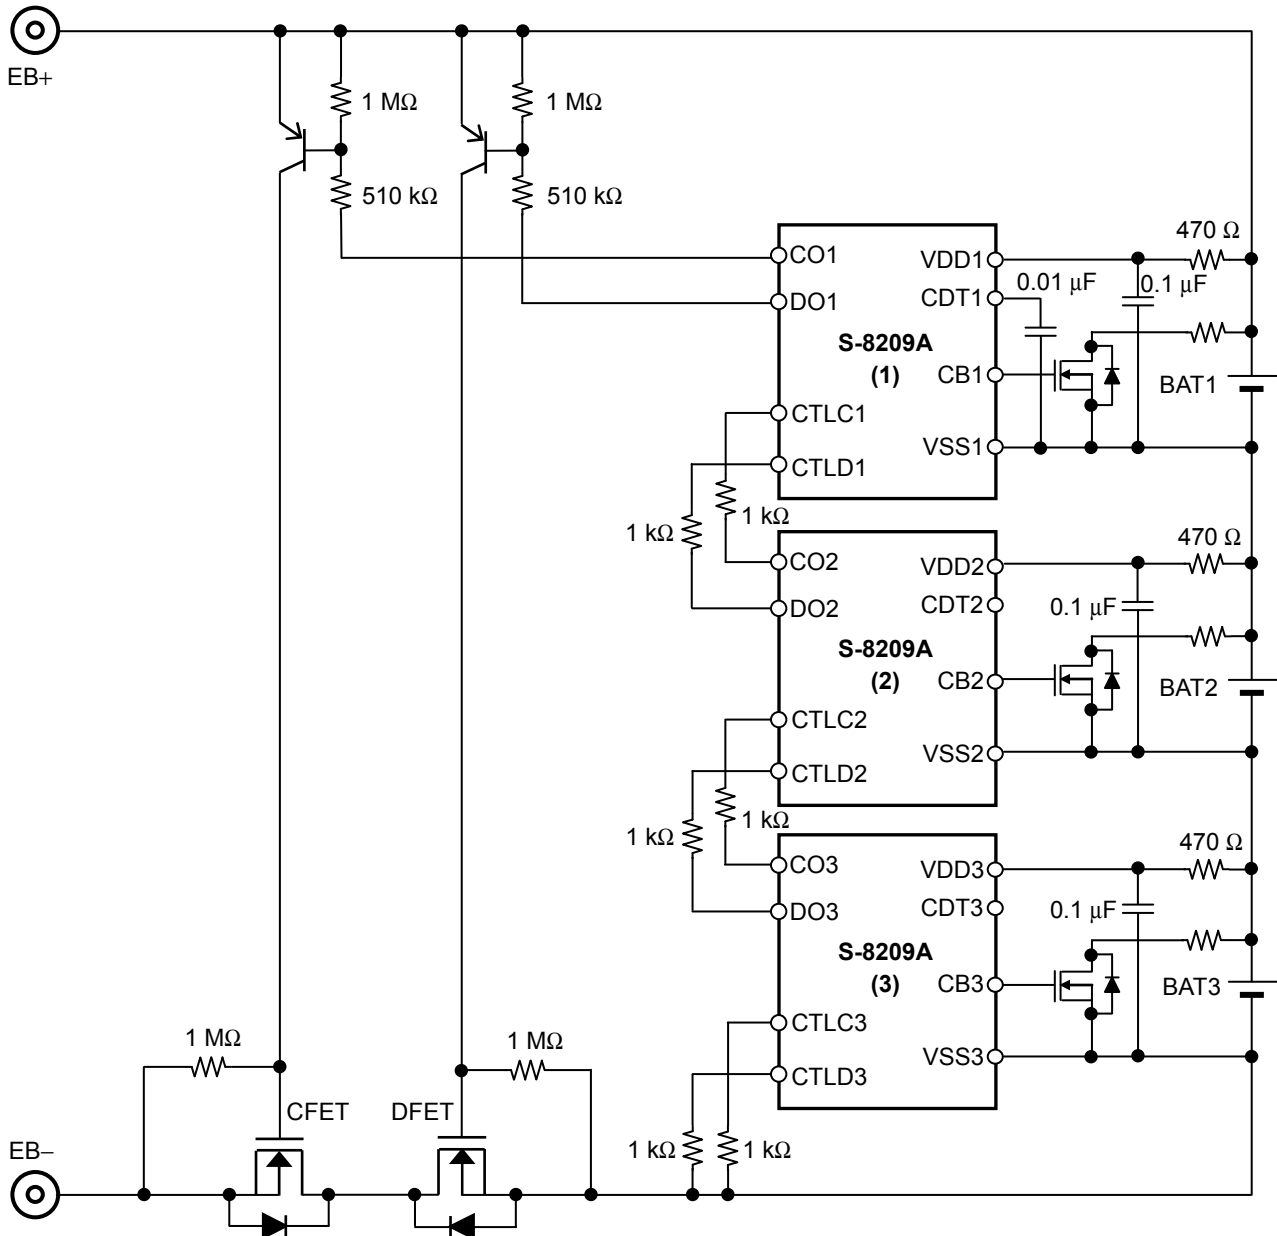 EB+
1 MΩ
1 MΩ
510 kΩ
510 kΩ
470 Ω
CO1
VDD1
0.01 μF
0.1 μF
CDT1
DO1
S-8209A
(1)
CB1
BAT1
CTLC1
VSS1
CTLD1
1 kΩ
1 kΩ
470 Ω
CO2
VDD2
CDT2
0.1 μF
DO2
S-8209A
(2)
CB2
BAT2
CTLC2
VSS2
CTLD2
1 kΩ
1 kΩ
470 Ω
CO3
VDD3
CDT3
0.1 μF
DO3
S-8209A
(3)
CB3
BAT3
CTLC3
1 MΩ
1 MΩ
VSS3
CTLD3
CFET
DFET
EB−
1 kΩ
1 kΩ